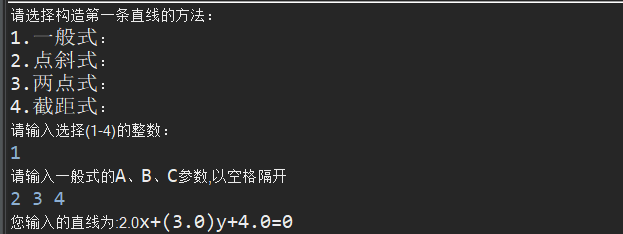 请选择构造第一条直线的方法：
1.一般式：
2.点斜式：
3.两点式：
4.截距式：
请输入选择(1-4)的整数：
1
请输入一般式的A、B、C参数,以空格隔开
2 3 4
您输入的直线为:2.0x+(3.0)y+4.0=0